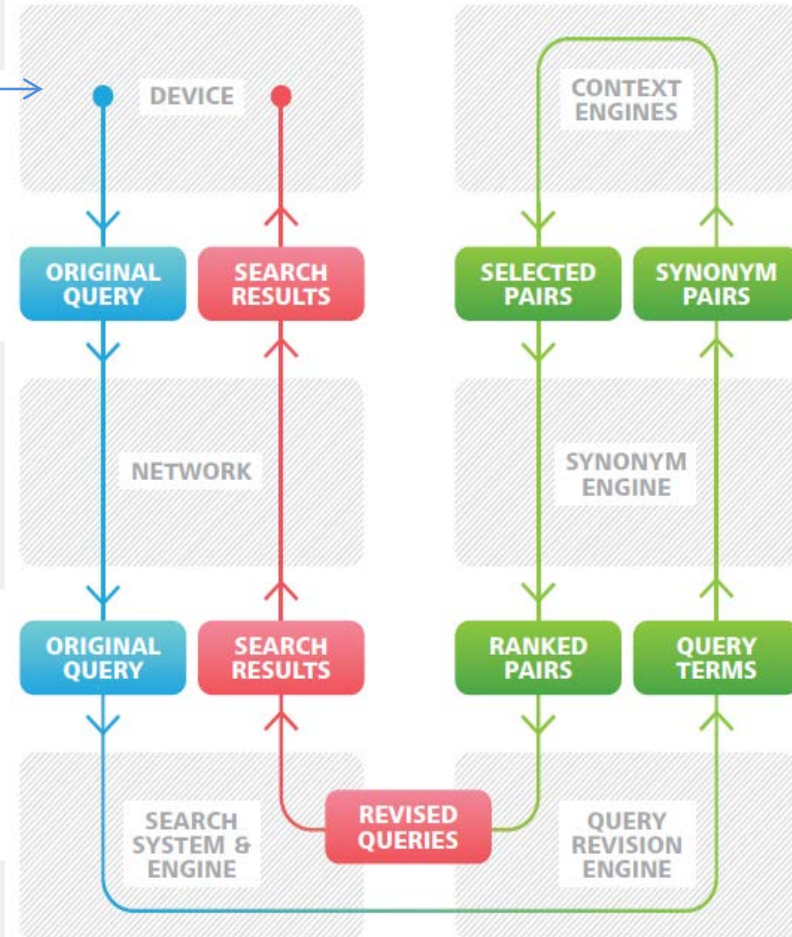 DEVICE
CONTEXT
ENGINES
ORIGINAL
QUERY
SEARCH
RESULTS
SELECTED
PAIRS
SYNONYM
PAIRS
NETWORK
SYNONYM
ENGINE
ORIGINAL
QUERY
SEARCH
RESULTS
RANKED
PAIRS
QUERY
TERMS
SEARCH
SYSTEM &
ENGINE
REVISED
QUERIES
QUERY
REVISION
ENGINE